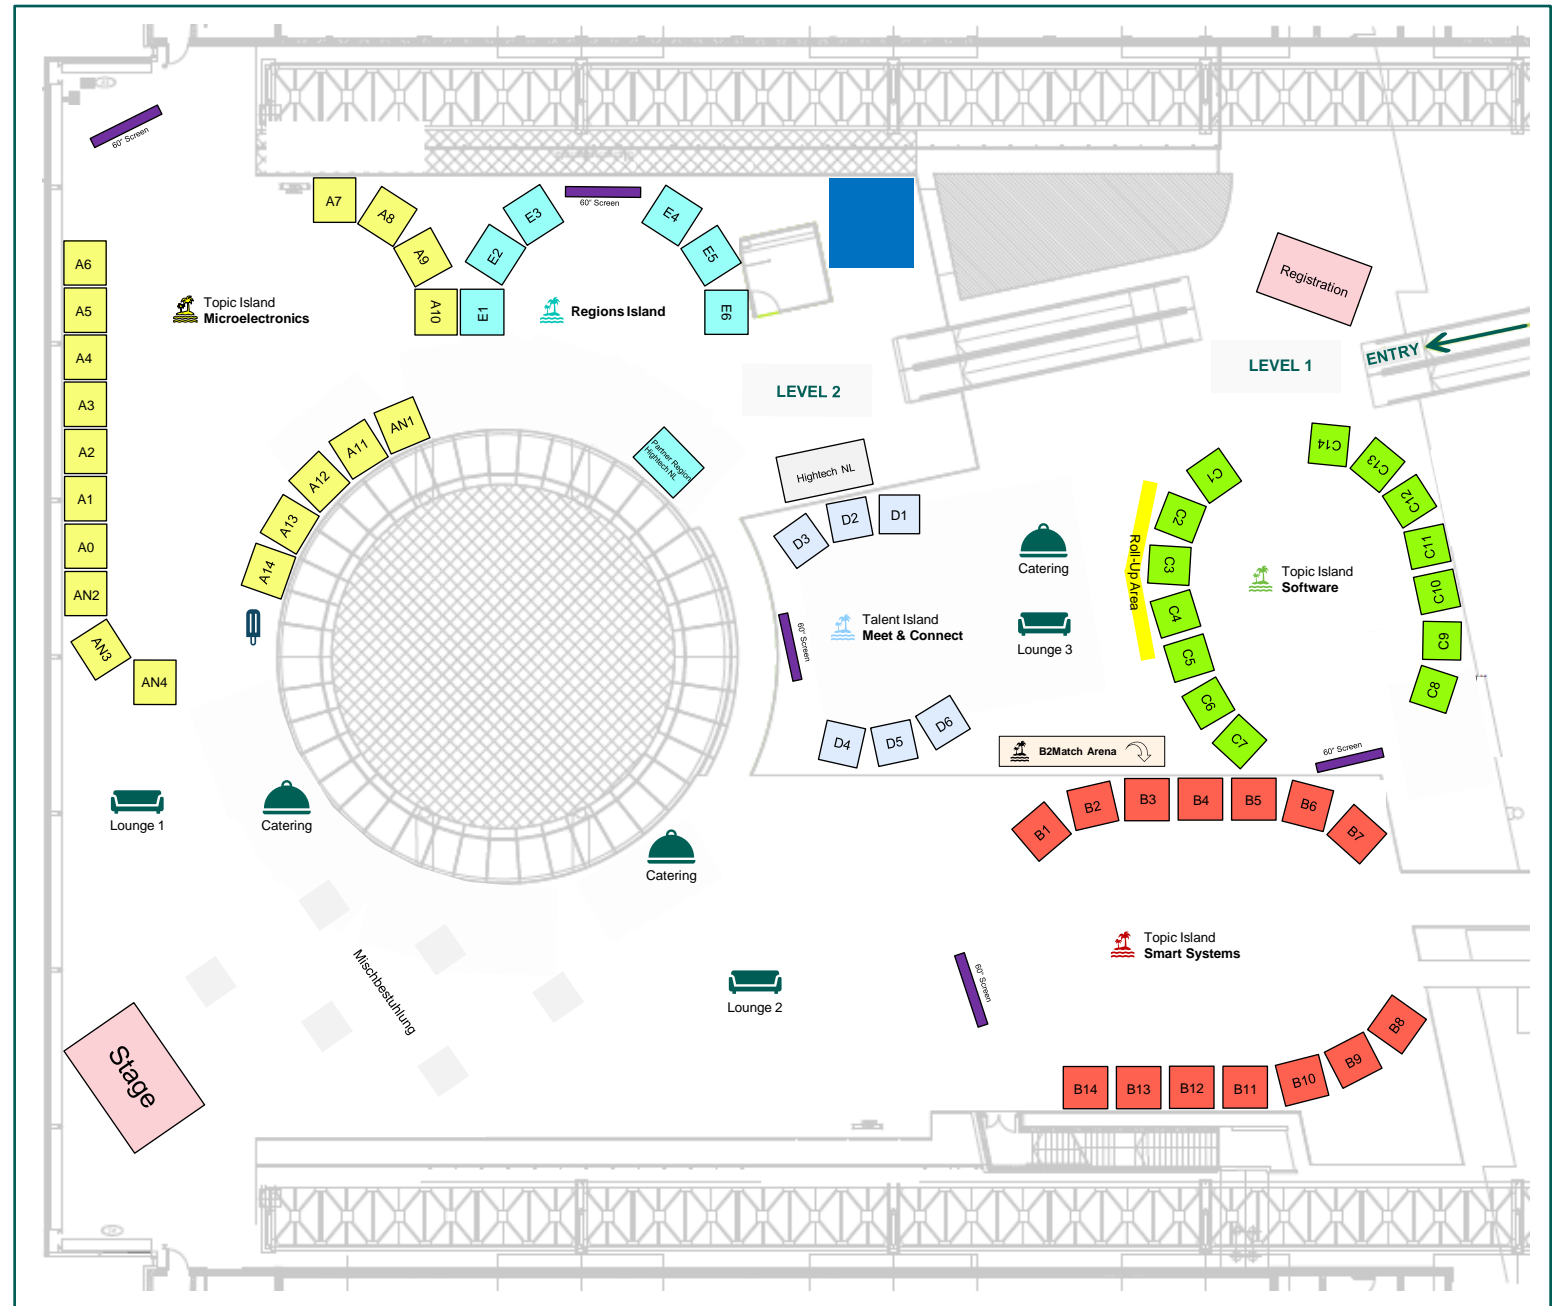 60" Screen
A7
A8
A9
A10
E1
E2
E3
60" Screen
E4
E5
E6
Registration
A6
A5
A4
A3
A2
A1
A0
AN2
AN3
AN4
Topic Island
Microelectronics
Regions Island
ENTRY
LEVEL 1
LEVEL 2
AN1
A11
A12
A13
A14
Partner Region
Hightech NL
Hightech NL
D3
D2
D1
Catering
Talent Island
Meet & Connect
60" Screen
Lounge 3
D4
D5
D6
Roll-Up Area
C1
C2
C3
C4
C5
C6
C7
Topic Island
Software
C14
C13
C12
C11
C10
C9
C8
B2Match Arena
60" Screen
B1
B2
B3
B4
B5
B6
B7
Lounge 1
Catering
Catering
Mischbestuhlung
Lounge 2
Topic Island
Smart Systems
60" Screen
Stage
B14
B13
B12
B11
B10
B9
B8